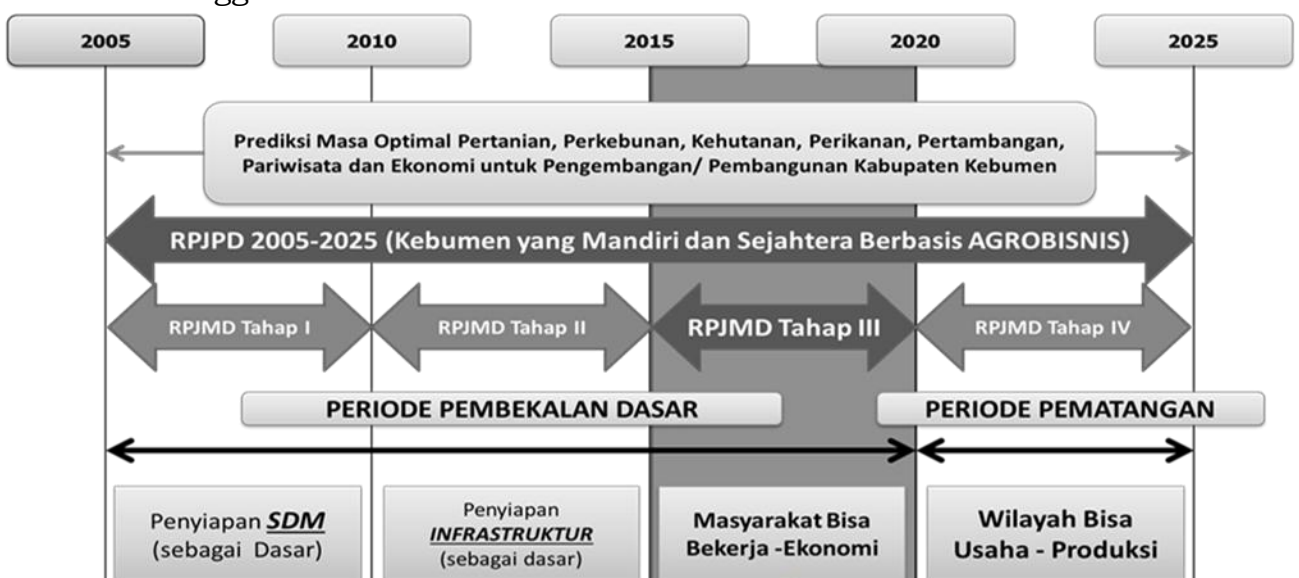 gg
2005
2010
2015
2020
2025
Prediksi Masa Optimal Pertanian, Perkebunan, Kehutanan, Perikanan, Pertambangan,
Pariwisata dan Ekonomi untuk Pengembangan/ Pembangunan Kabupaten Kebumen
RPJPD 2005-2025 (Kebumen yang Mandiri dan Sejahtera Berbasis AGROBISNIS)
RPJMD Tahap I
RPJMD Tahap II
RPJMD Tahap III
RPJMD Tahap IV
PERIODE PEMBEKALAN DASAR
PERIODE PEMATANGAN
Penyiapan SDM
(sebagai Dasar)
Penyiapan
INFRASTRUKTUR
(sebagai dasar)
Masyarakat Bisa
Bekerja -Ekonomi
Wilayah Bisa
Usaha - Produksi